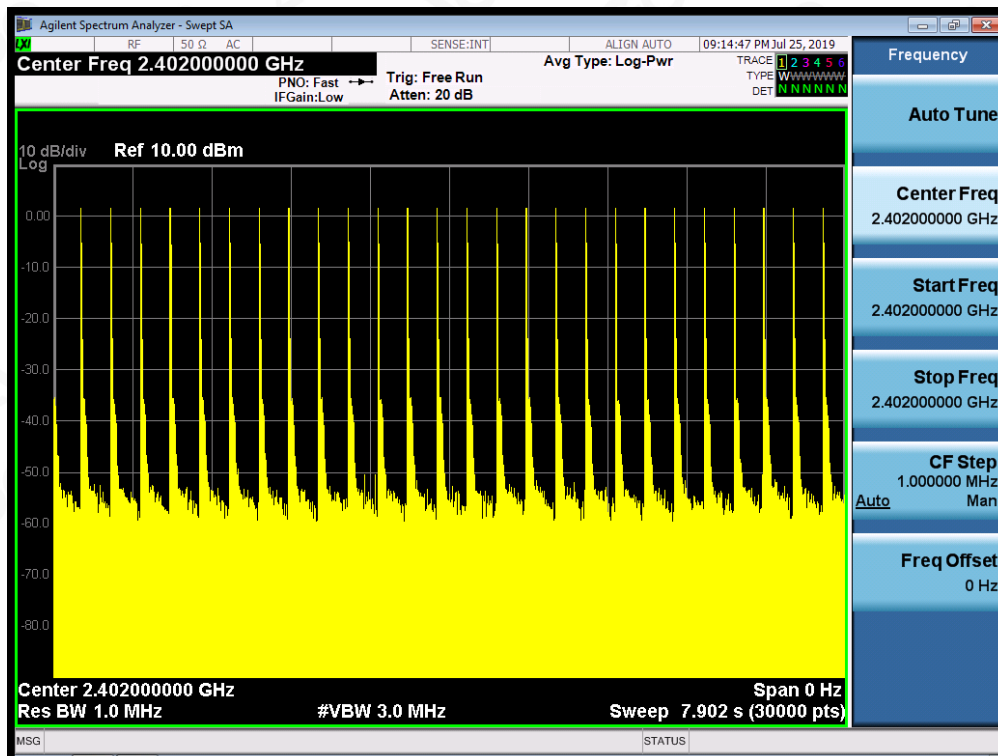 Agilent Spectrum Analyzer - Swept SA
LXI RF 50 Ω AC SENSE:INT ALIGN AUTO 09:14:47 PM Jul 25, 2019
Center Freq 2.402000000 GHz
PNO: Fast
IFGain:Low
Trig: Free Run
Atten: 20 dB
Avg Type: Log-Pwr
TRACE 1 2 3 4 5 6
TYPE W
DET N N N N N N
10 dB/div Ref 10.00 dBm
Log
0.00
-10.0
-20.0
-30.0
-40.0
-50.0
-60.0
-70.0
-80.0
Center 2.402000000 GHz Span 0 Hz
Res BW 1.0 MHz #VBW 3.0 MHz Sweep 7.902 s (30000 pts)
MSG STATUS
Frequency
Auto Tune
Center Freq
2.402000000 GHz
Start Freq
2.402000000 GHz
Stop Freq
2.402000000 GHz
CF Step
1.000000 MHz
Auto Man
Freq Offset
0 Hz